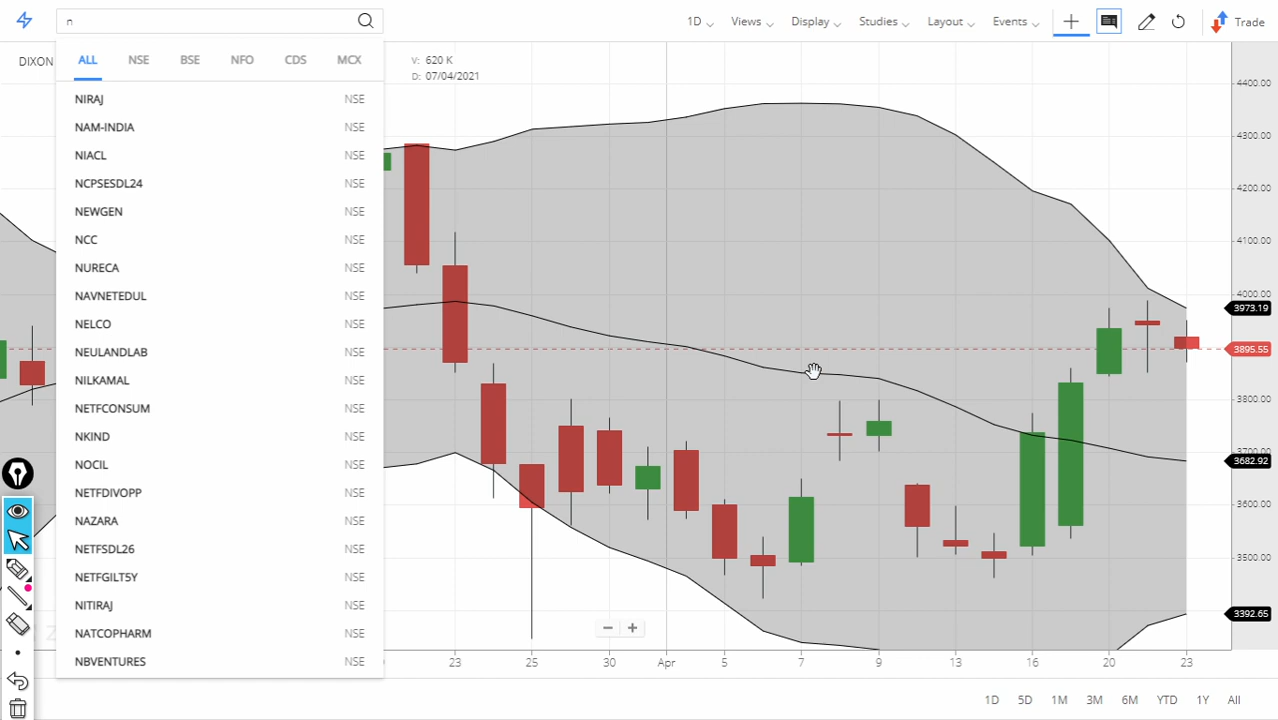 n
1D Views Display Studies Layout Events Trade
DIXON
V: 620 K
D: 07/04/2021
ALL NSE BSE NFO CDS MCX
NIRAJ NSE
NAM-INDIA NSE
NIACL NSE
NCPSESDL24 NSE
NEWGEN NSE
NCC NSE
NURECA NSE
NAVNETEDUL NSE
NELCO NSE
NEULANDLAB NSE
NILKAMAL NSE
NETFCONSUM NSE
NKIND NSE
NOCIL NSE
NETFDIVOPP NSE
NAZARA NSE
NETFSDL26 NSE
NETFGILT5Y NSE
NITIRAJ NSE
NATCOPHARM NSE
NBVENTURES NSE
4400.00
4300.00
4200.00
4100.00
4000.00
3973.19
3895.55
3800.00
3700.00
3682.92
3600.00
3500.00
3392.65
23 25 30 Apr 5 7 9 13 16 20 23
1D 5D 1M 3M 6M YTD 1Y All